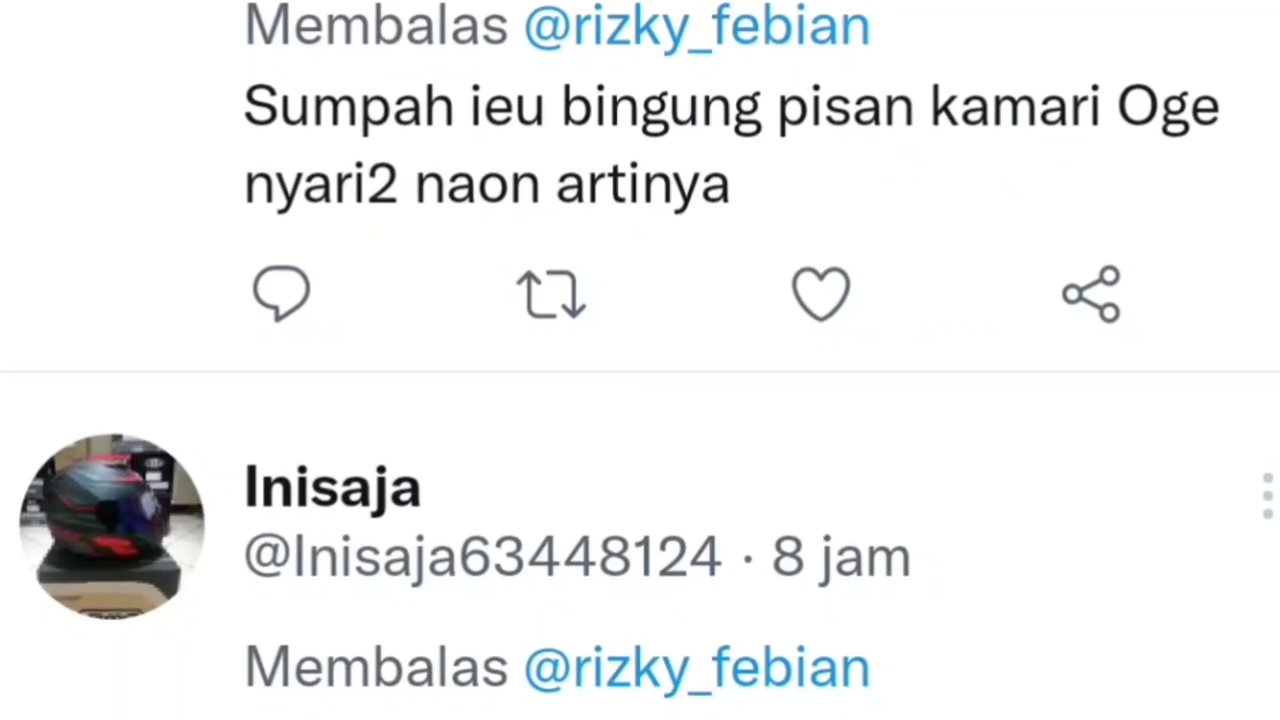 Membalas @rizky_febian
Sumpah ieu bingung pisan kamari Oge
nyari2 naon artinya
Inisaja
@Inisaja63448124 · 8 jam
Membalas @rizky_febian